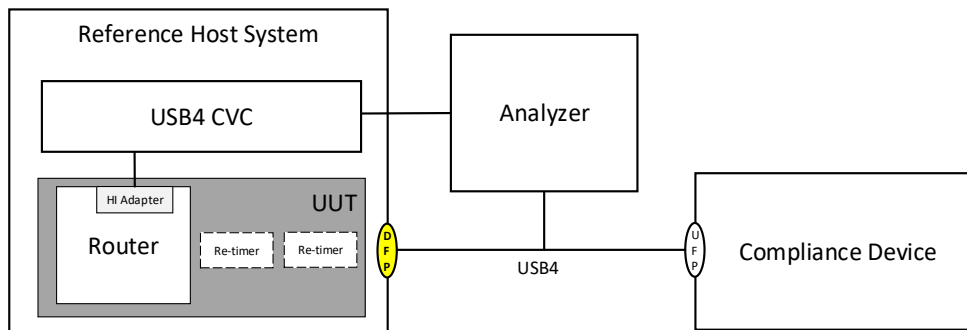 Reference Host System
USB4 CVC
Analyzer
HI Adapter
UUT
Router
Re-timer
Re-timer
D
F
P
USB4
U
F
P
Compliance Device